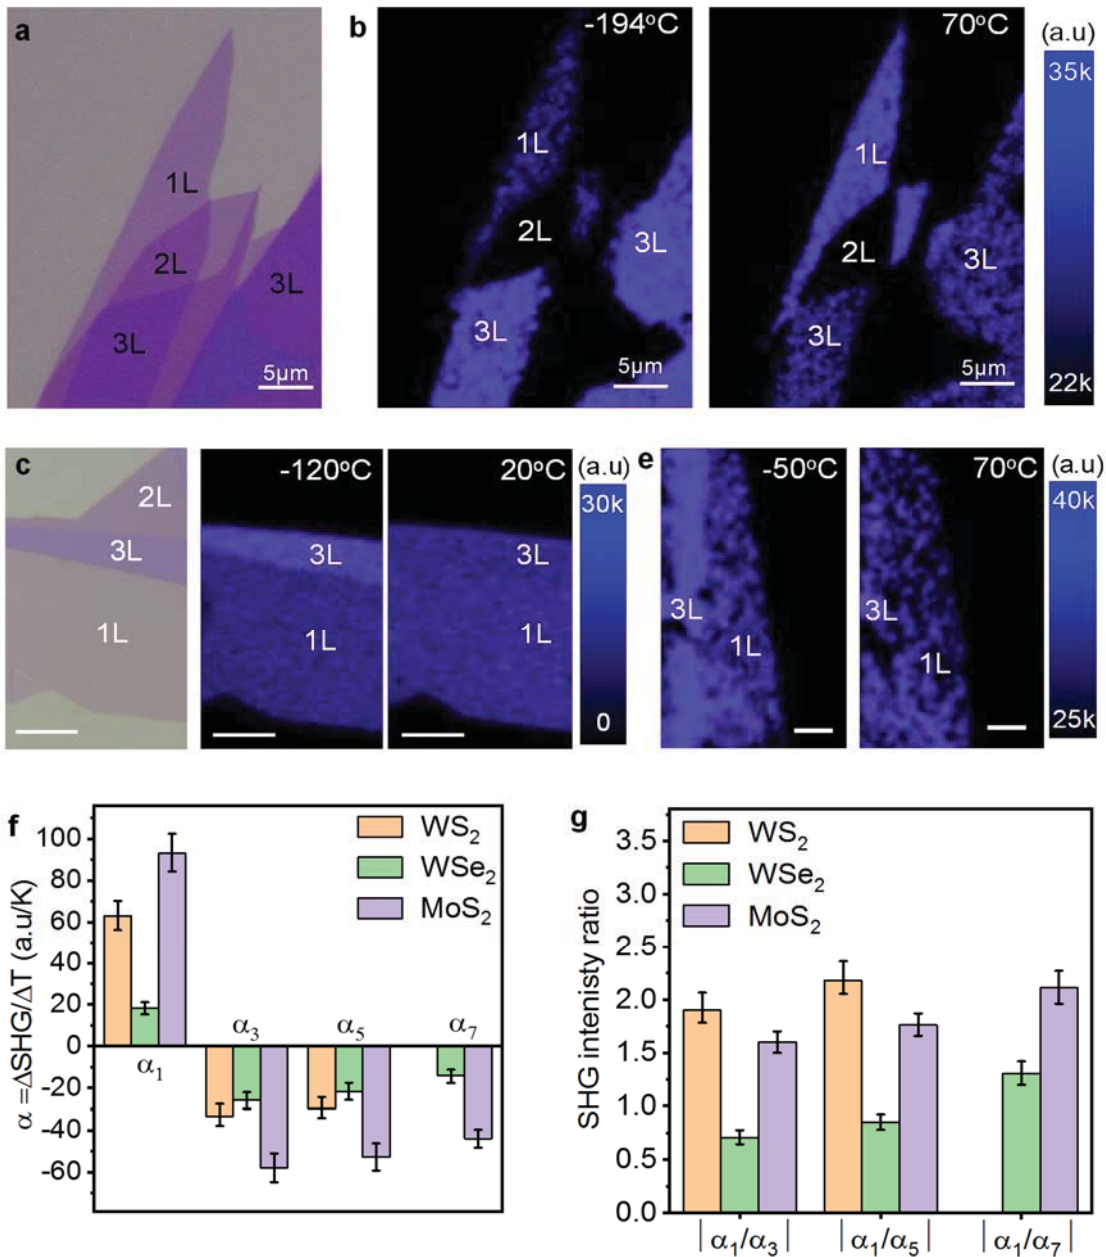 a
1L
2L
3L
3L
5μm
b
-194°C
1L
2L
3L
3L
5μm
70°C
1L
2L
3L
3L
5μm
(a.u)
35k
22k
c
2L
3L
1L
-120°C
3L
1L
20°C
3L
1L
(a.u)
30k
0
e
-50°C
3L
1L
70°C
3L
1L
(a.u)
40k
25k
f
α =ΔSHG/ΔT (a.u/K)
100
80
60
40
20
0
-20
-40
-60
WS₂
WSe₂
MoS₂
α₁
α₃
α₅
α₇
g
SHG intenisty ratio
3.5
3.0
2.5
2.0
1.5
1.0
0.5
0.0
WS₂
WSe₂
MoS₂
|α₁/α₃|
|α₁/α₅|
|α₁/α₇|